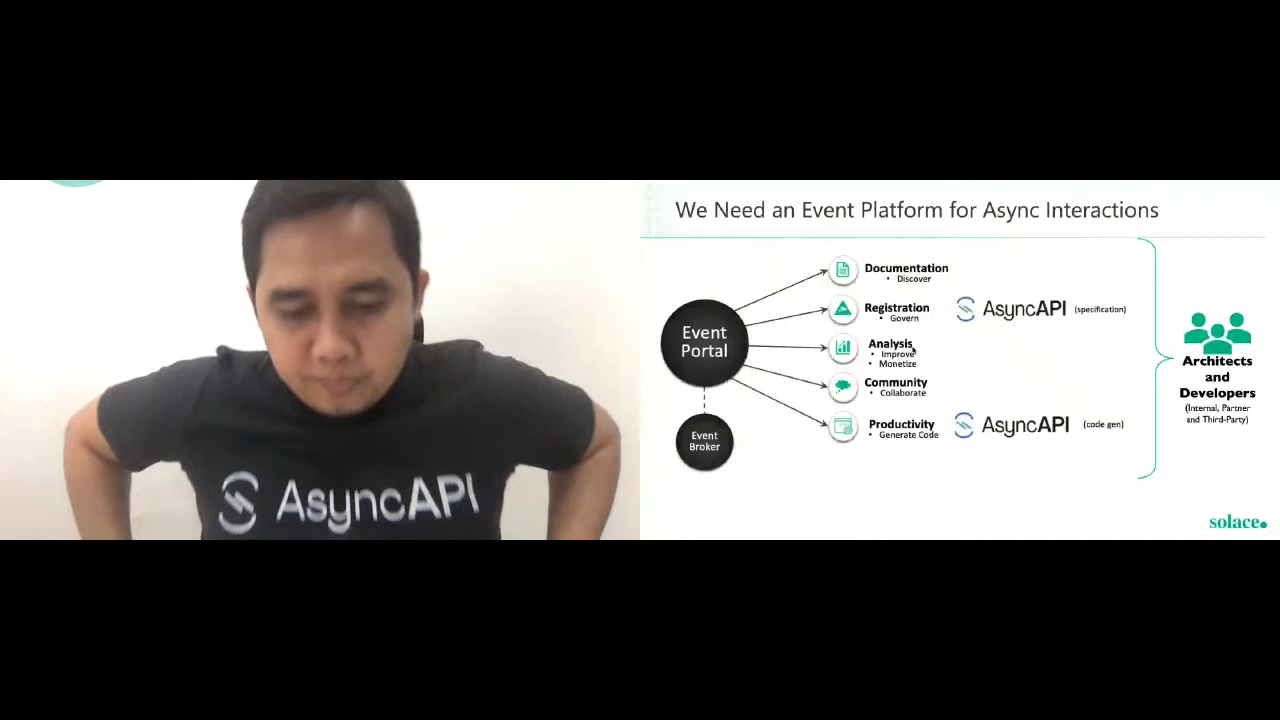 We Need an Event Platform for Async Interactions
Event
Portal
Event
Broker
Documentation
• Discover
Registration
• Govern
AsyncAPI (specification)
Analysis
• Improve
• Monetize
Community
• Collaborate
Productivity
• Generate Code
AsyncAPI (code gen)
Architects
and
Developers
(Internal, Partner
and Third-Party)
solace.
AsyncAPI